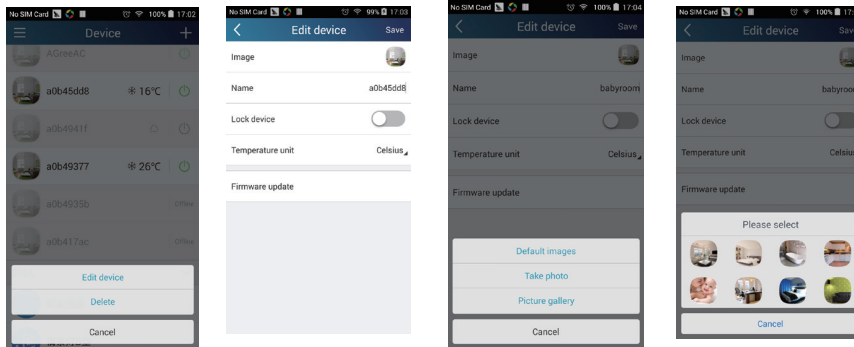 No SIM Card 100% 17:02
Device
AGreeAC
a0b45dd8 16°C
a0b4941f
a0b49377 26°C
a0b4935b Offline
a0b417ac Offline
Edit device
Delete
Cancel
No SIM Card 99% 17:03
Edit device Save
Image
Name a0b45dd8
Lock device
Temperature unit Celsius
Firmware update
No SIM Card 100% 17:04
Edit device Save
Image
Name babyroom
Lock device
Temperature unit Celsius
Firmware update
Default images
Take photo
Picture gallery
Cancel
No SIM Card 100% 17:
Edit device Save
Image
Name babyroom
Lock device
Temperature unit Celsius
Firmware update
Please select
Cancel